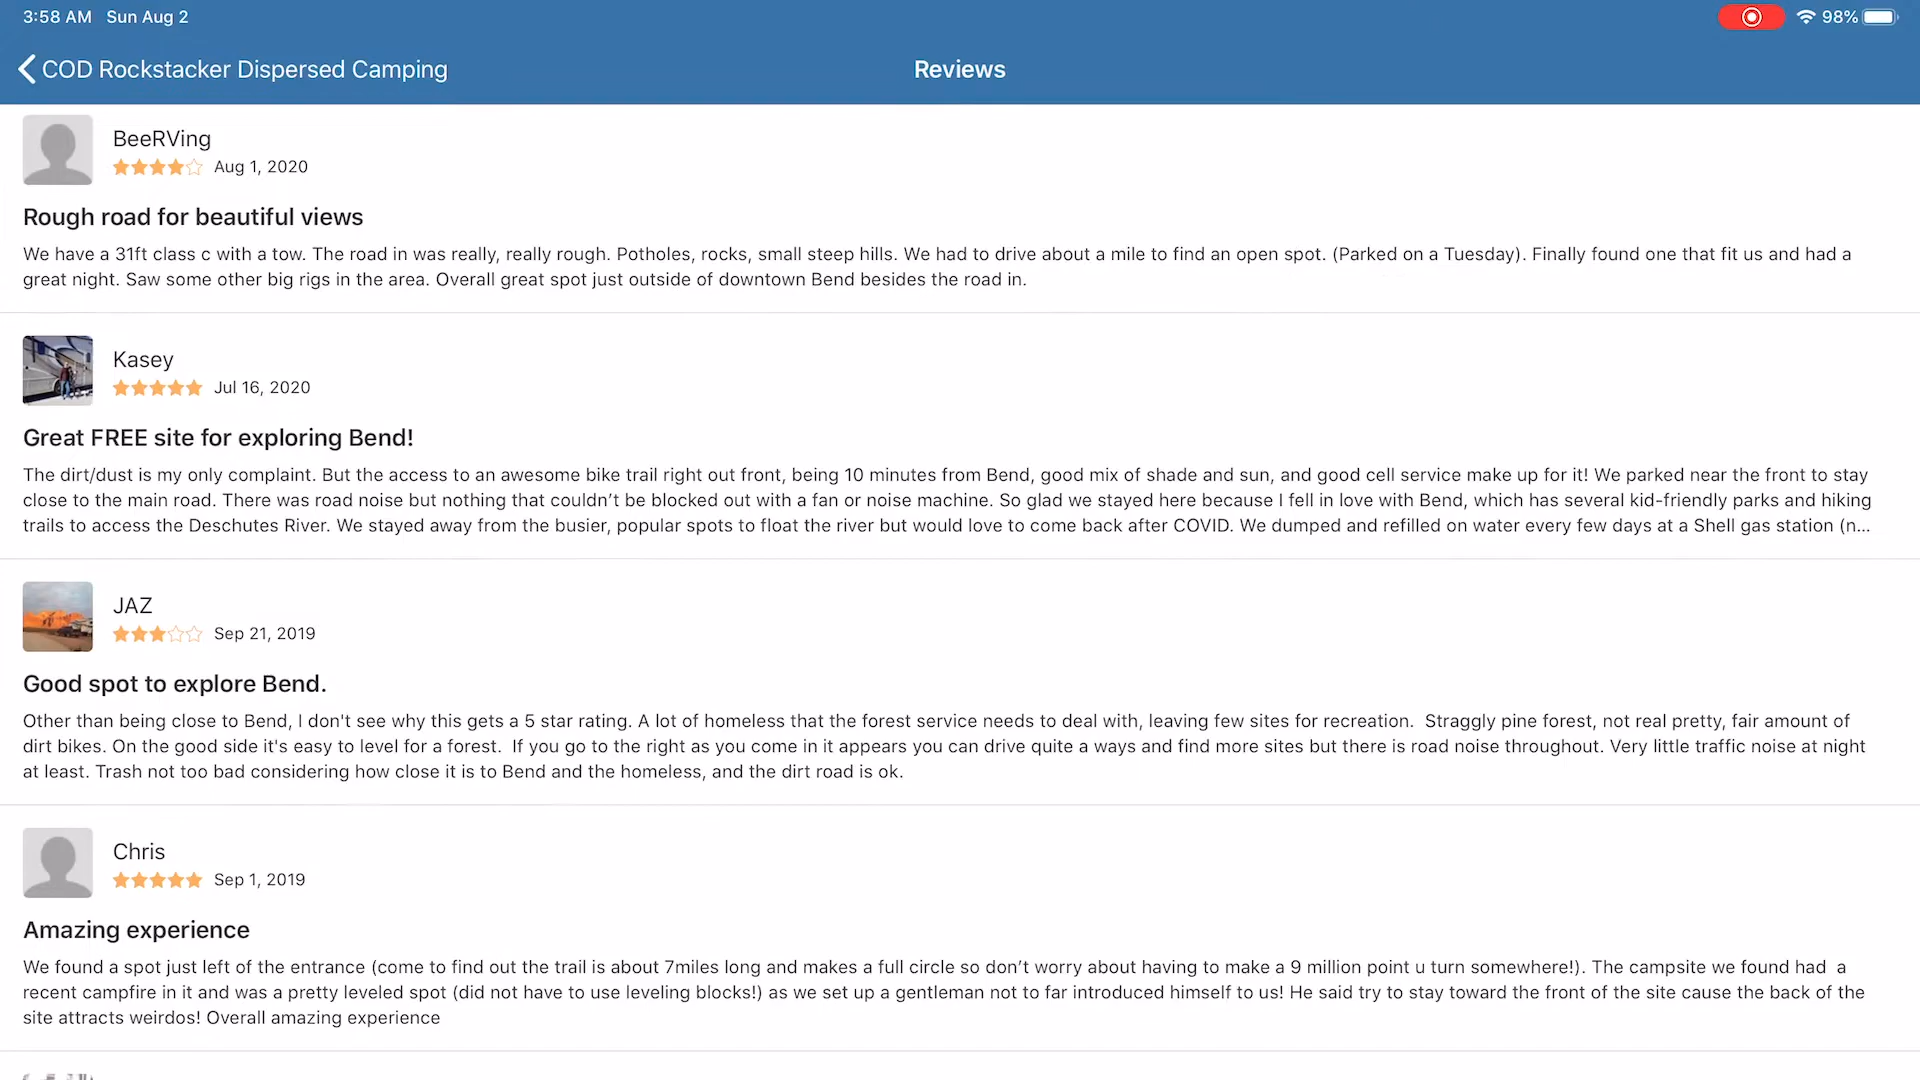 3:58 AM Sun Aug 2
98%
COD Rockstacker Dispersed Camping
Reviews
BeeRVing
Aug 1, 2020
Rough road for beautiful views
We have a 31ft class c with a tow. The road in was really, really rough. Potholes, rocks, small steep hills. We had to drive about a mile to find an open spot. (Parked on a Tuesday). Finally found one that fit us and had a
great night. Saw some other big rigs in the area. Overall great spot just outside of downtown Bend besides the road in.
Kasey
Jul 16, 2020
Great FREE site for exploring Bend!
The dirt/dust is my only complaint. But the access to an awesome bike trail right out front, being 10 minutes from Bend, good mix of shade and sun, and good cell service make up for it! We parked near the front to stay
close to the main road. There was road noise but nothing that couldn’t be blocked out with a fan or noise machine. So glad we stayed here because I fell in love with Bend, which has several kid-friendly parks and hiking
trails to access the Deschutes River. We stayed away from the busier, popular spots to float the river but would love to come back after COVID. We dumped and refilled on water every few days at a Shell gas station (n...
JAZ
Sep 21, 2019
Good spot to explore Bend.
Other than being close to Bend, I don't see why this gets a 5 star rating. A lot of homeless that the forest service needs to deal with, leaving few sites for recreation.  Straggly pine forest, not real pretty, fair amount of
dirt bikes. On the good side it's easy to level for a forest.  If you go to the right as you come in it appears you can drive quite a ways and find more sites but there is road noise throughout. Very little traffic noise at night
at least. Trash not too bad considering how close it is to Bend and the homeless, and the dirt road is ok.
Chris
Sep 1, 2019
Amazing experience
We found a spot just left of the entrance (come to find out the trail is about 7miles long and makes a full circle so don’t worry about having to make a 9 million point u turn somewhere!). The campsite we found had  a
recent campfire in it and was a pretty leveled spot (did not have to use leveling blocks!) as we set up a gentleman not to far introduced himself to us! He said try to stay toward the front of the site cause the back of the
site attracts weirdos! Overall amazing experience